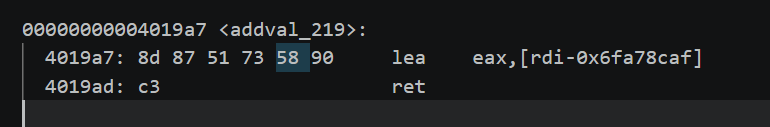 00000000004019a7 <addval_219>:
4019a7: 8d 87 51 73 58 90 lea eax,[rdi-0x6fa78caf]
4019ad: c3 ret